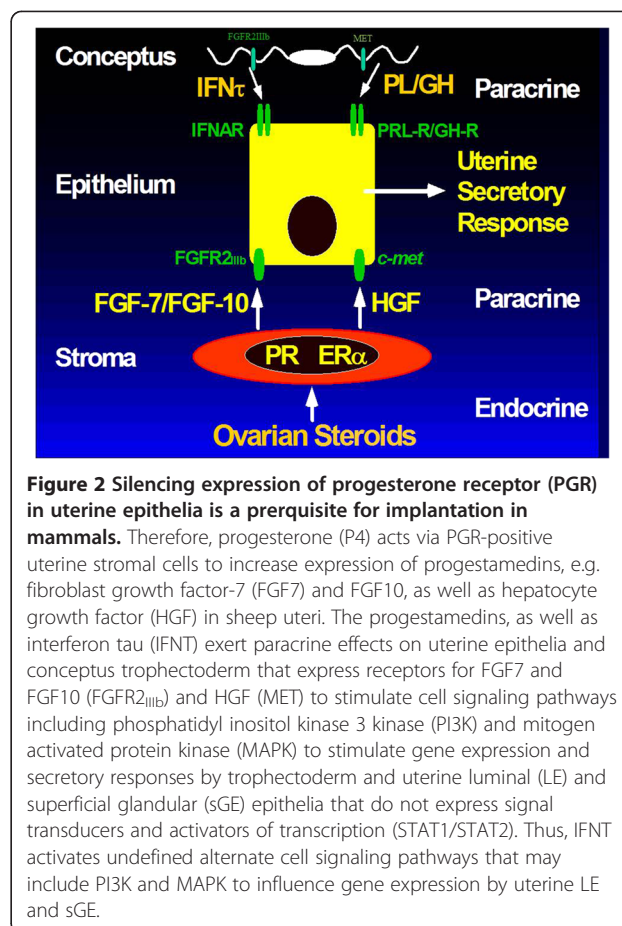 FGFR2IIIb MET
Conceptus
IFNτ PL/GH
Paracrine
IFNAR PRL-R/GH-R
Uterine
Epithelium Secretory
Response
FGFR2IIIb c-met
FGF-7/FGF-10 HGF Paracrine
Stroma PR ERα
Endocrine
Ovarian Steroids
Figure 2 Silencing expression of progesterone receptor (PGR)
in uterine epithelia is a prerquisite for implantation in
mammals. Therefore, progesterone (P4) acts via PGR-positive
uterine stromal cells to increase expression of progestamedins, e.g.
fibroblast growth factor-7 (FGF7) and FGF10, as well as hepatocyte
growth factor (HGF) in sheep uteri. The progestamedins, as well as
interferon tau (IFNT) exert paracrine effects on uterine epithelia and
conceptus trophectoderm that express receptors for FGF7 and
FGF10 (FGFR2IIIb) and HGF (MET) to stimulate cell signaling pathways
including phosphatidyl inositol kinase 3 kinase (PI3K) and mitogen
activated protein kinase (MAPK) to stimulate gene expression and
secretory responses by trophectoderm and uterine luminal (LE) and
superficial glandular (sGE) epithelia that do not express signal
transducers and activators of transcription (STAT1/STAT2). Thus, IFNT
activates undefined alternate cell signaling pathways that may
include PI3K and MAPK to influence gene expression by uterine LE
and sGE.